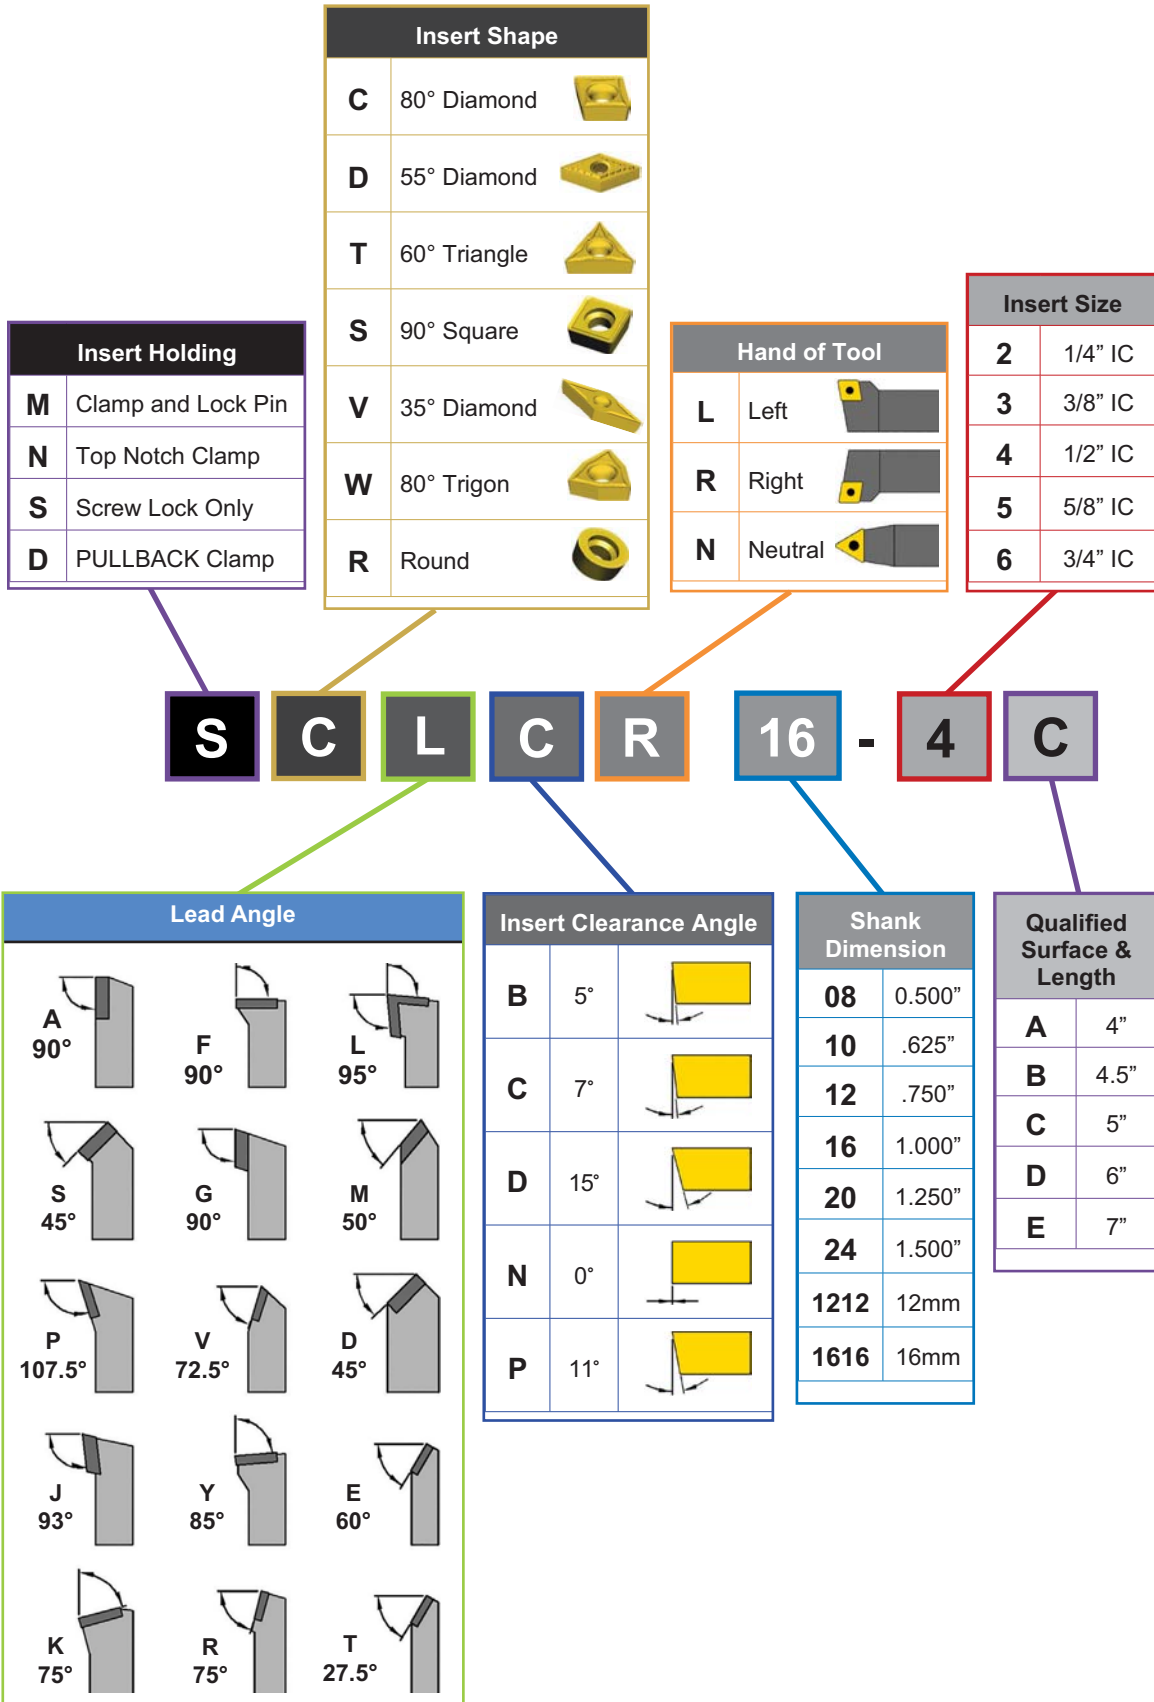 Insert Shape
C 80° Diamond
D 55° Diamond
T 60° Triangle
S 90° Square
V 35° Diamond
W 80° Trigon
R Round
Insert Holding
M Clamp and Lock Pin
N Top Notch Clamp
S Screw Lock Only
D PULLBACK Clamp
Hand of Tool
L Left
R Right
N Neutral
Insert Size
2 1/4” IC
3 3/8” IC
4 1/2” IC
5 5/8” IC
6 3/4” IC
S C L C R 16 - 4 C
Lead Angle
A F L
90° 90° 95°
S G M
45° 90° 50°
P V D
107.5° 72.5° 45°
J Y E
93° 85° 60°
K R T
75° 75° 27.5°
Insert Clearance Angle
B 5°
C 7°
D 15°
N 0°
P 11°
Shank
Dimension
08 0.500”
10 .625”
12 .750”
16 1.000”
20 1.250”
24 1.500”
1212 12mm
1616 16mm
Qualified
Surface &
Length
A 4”
B 4.5”
C 5”
D 6”
E 7”